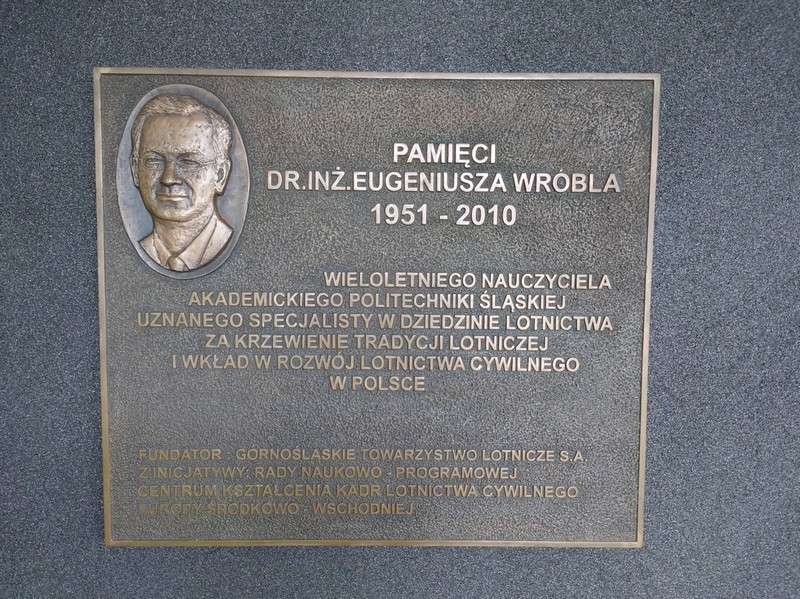 PAMIĘCI
DR.INŻ.EUGENIUSZA WRÓBLA
1951 - 2010
WIELOLETNIEGO NAUCZYCIELA
AKADEMICKIEGO POLITECHNIKI ŚLĄSKIEJ
UZNANEGO SPECJALISTY W DZIEDZINIE LOTNICTWA
ZA KRZEWIENIE TRADYCJI LOTNICZEJ
I WKŁAD W ROZWÓJ LOTNICTWA CYWILNEGO
W POLSCE
FUNDATOR : GÓRNOŚLĄSKIE TOWARZYSTWO LOTNICZE S.A.
Z INICJATYWY: RADY NAUKOWO - PROGRAMOWEJ
CENTRUM KSZTAŁCENIA KADR LOTNICTWA CYWILNEGO
EUROPY ŚRODKOWO - WSCHODNIEJ